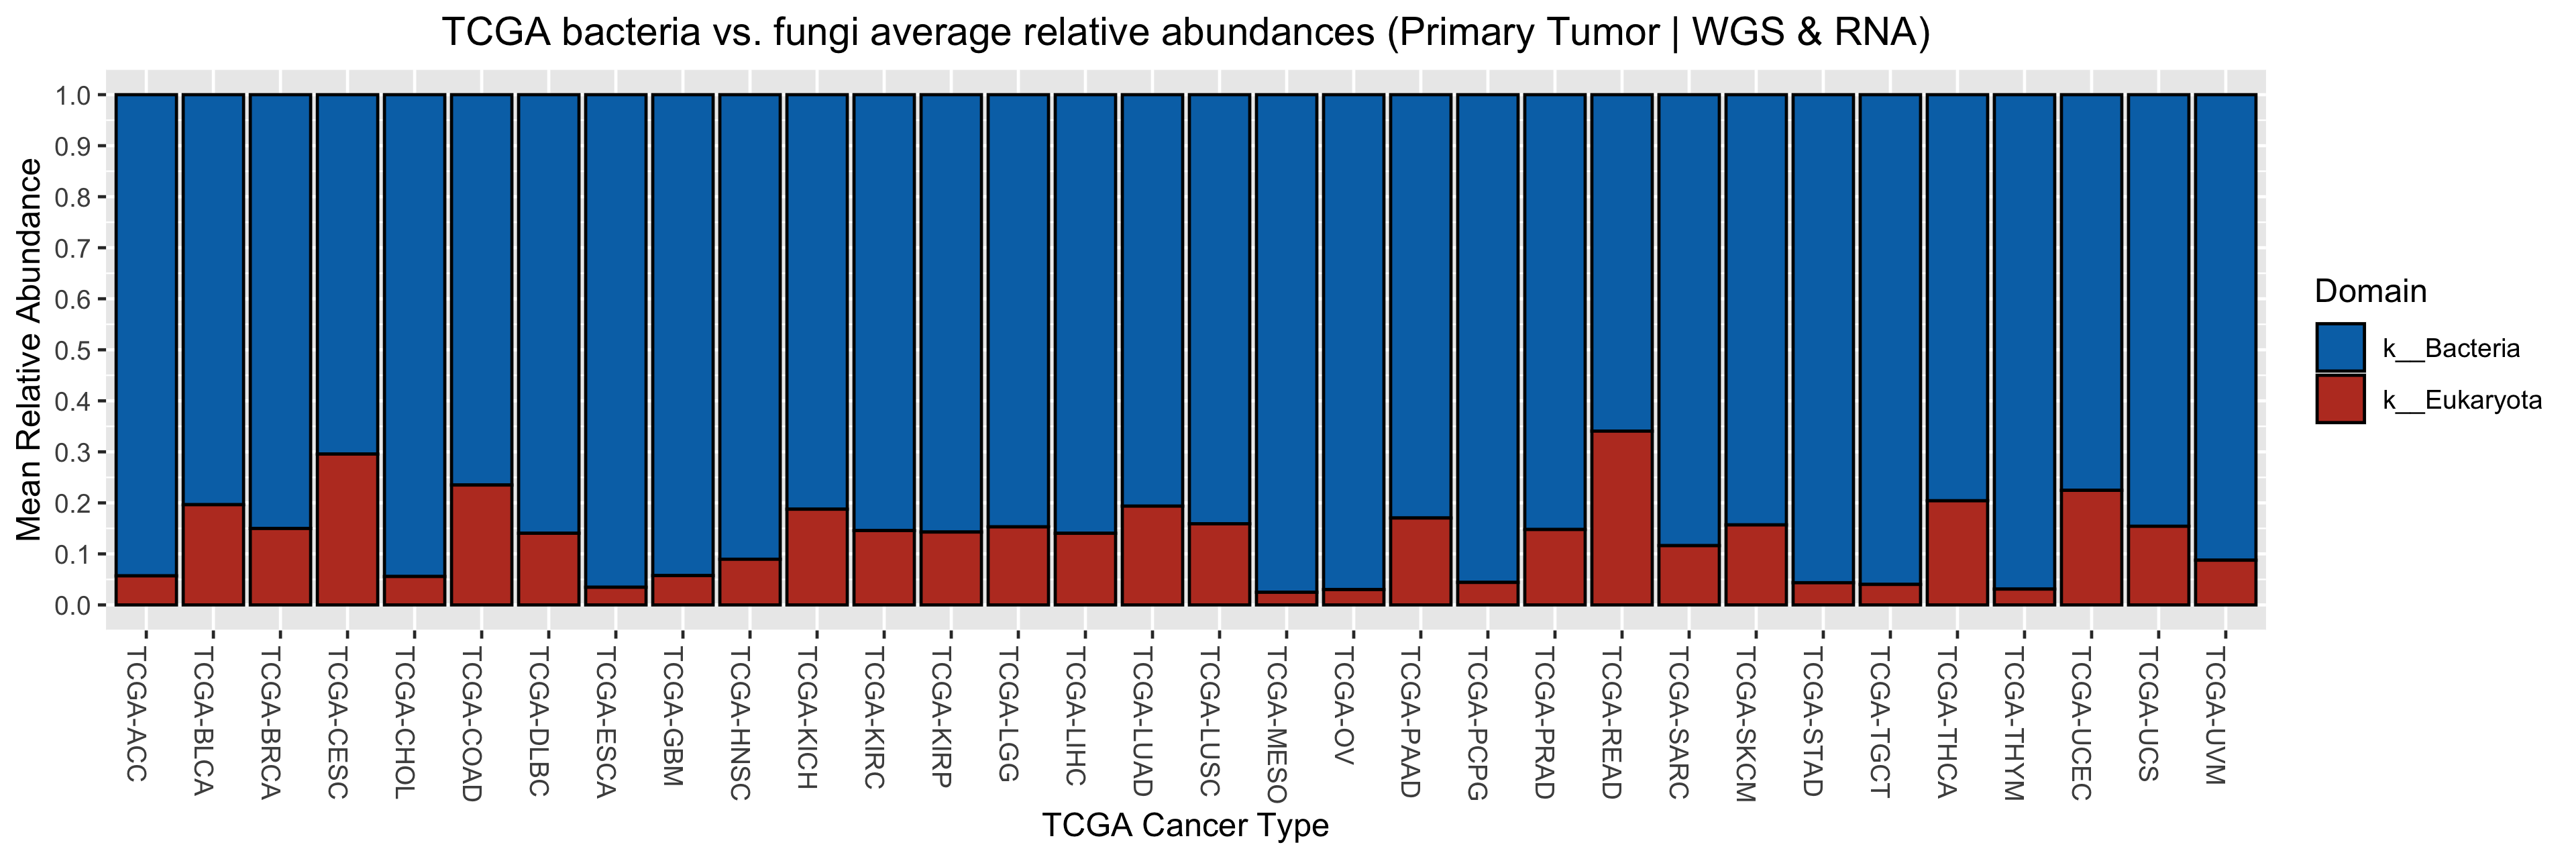 TCGA bacteria vs. fungi average relative abundances (Primary Tumor | WGS & RNA)
Mean Relative Abundance
1.0
0.9
0.8
0.7
0.6
0.5
0.4
0.3
0.2
0.1
0.0
TCGA-ACC
TCGA-BLCA
TCGA-BRCA
TCGA-CESC
TCGA-CHOL
TCGA-COAD
TCGA-DLBC
TCGA-ESCA
TCGA-GBM
TCGA-HNSC
TCGA-KICH
TCGA-KIRC
TCGA-KIRP
TCGA-LGG
TCGA-LIHC
TCGA-LUAD
TCGA-LUSC
TCGA-MESO
TCGA-OV
TCGA-PAAD
TCGA-PCPG
TCGA-PRAD
TCGA-READ
TCGA-SARC
TCGA-SKCM
TCGA-STAD
TCGA-TGCT
TCGA-THCA
TCGA-THYM
TCGA-UCEC
TCGA-UCS
TCGA-UVM
TCGA Cancer Type
Domain
k__Bacteria
k__Eukaryota